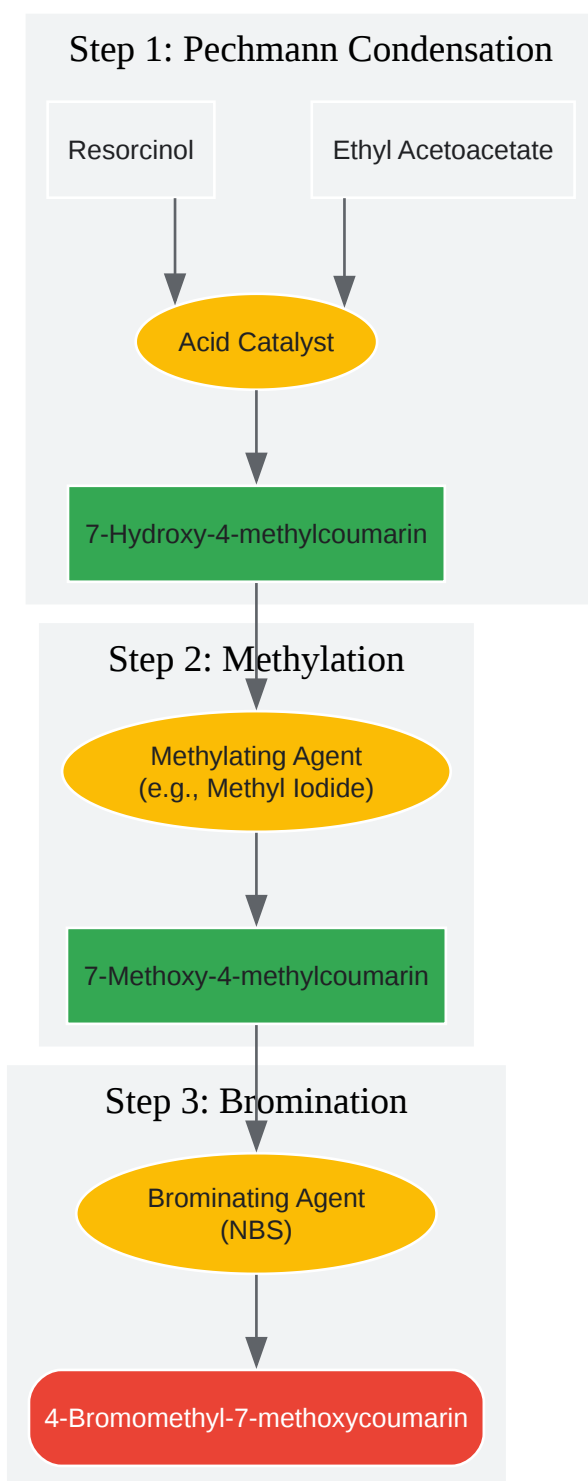 Step 1: Pechmann Condensation
Resorcinol
Ethyl Acetoacetate
Acid Catalyst
7-Hydroxy-4-methylcoumarin
Step 2: Methylation
Methylating Agent
(e.g., Methyl Iodide)
7-Methoxy-4-methylcoumarin
Step 3: Bromination
Brominating Agent
(NBS)
4-Bromomethyl-7-methoxycoumarin